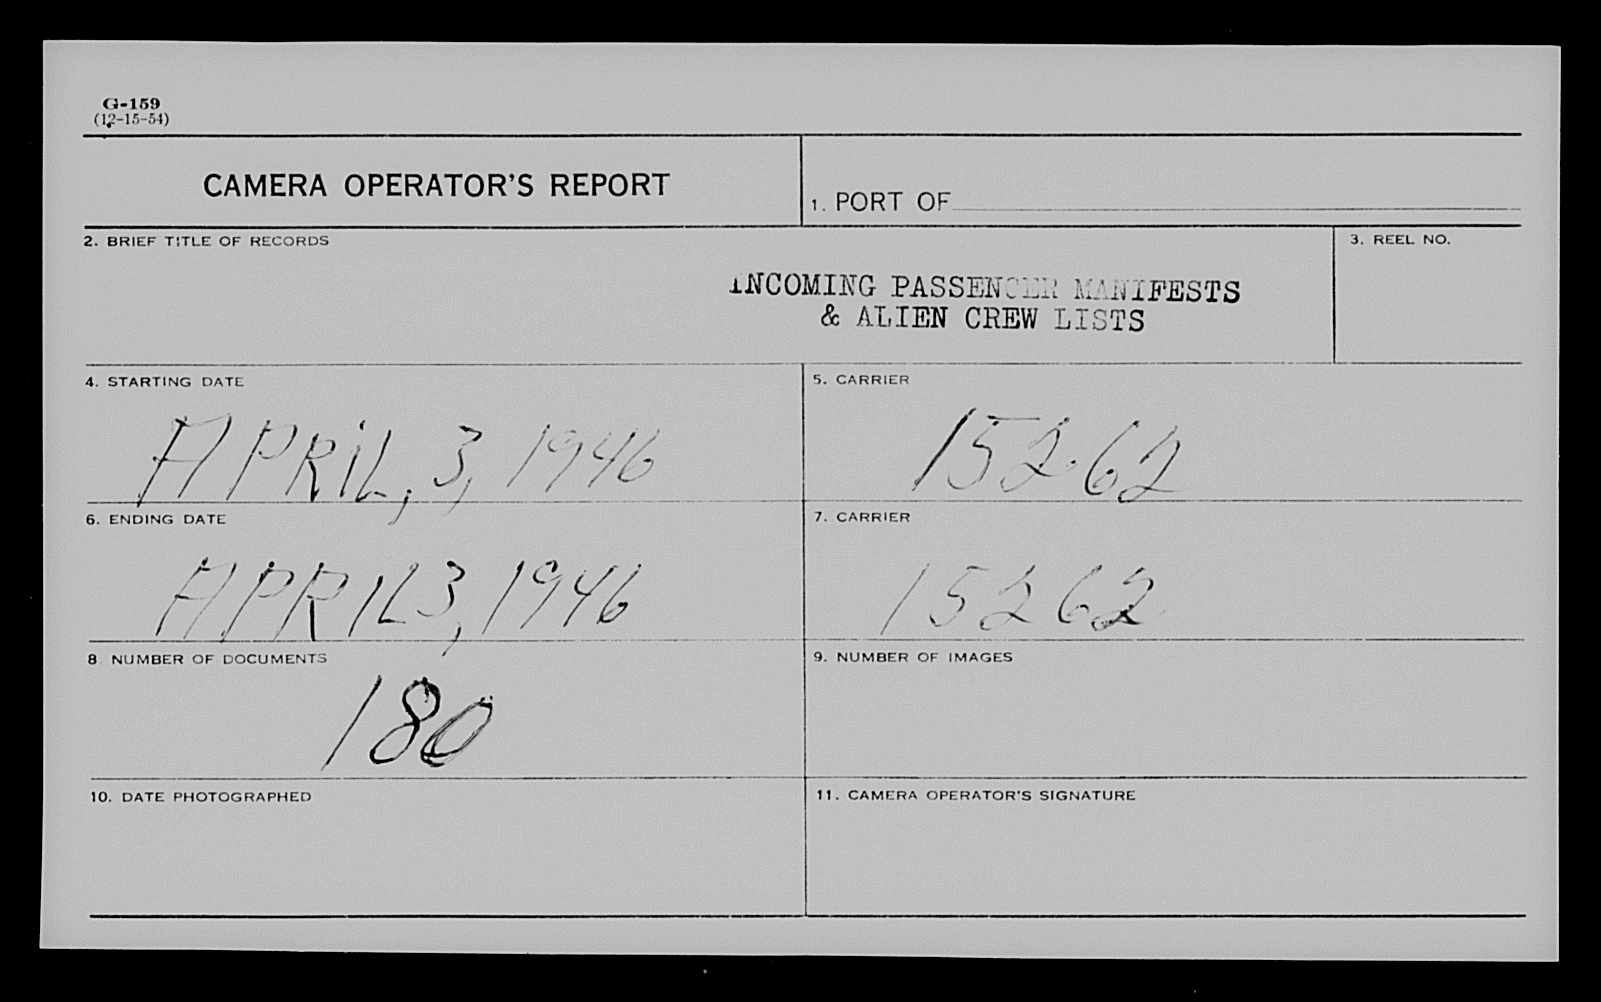 G-159
(12-15-54)
CAMERA OPERATOR'S REPORT
1. PORT OF
2. BRIEF TITLE OF RECORDS
INCOMING PASSENGER MANIFESTS
& ALIEN CREW LISTS
3. REEL NO.
4. STARTING DATE
APRiL, 3, 1946
5. CARRIER
15262
6. ENDING DATE
APRIL 3, 1946
7. CARRIER
15262
8 NUMBER OF DOCUMENTS
180
9. NUMBER OF IMAGES
10. DATE PHOTOGRAPHED
11. CAMERA OPERATOR'S SIGNATURE